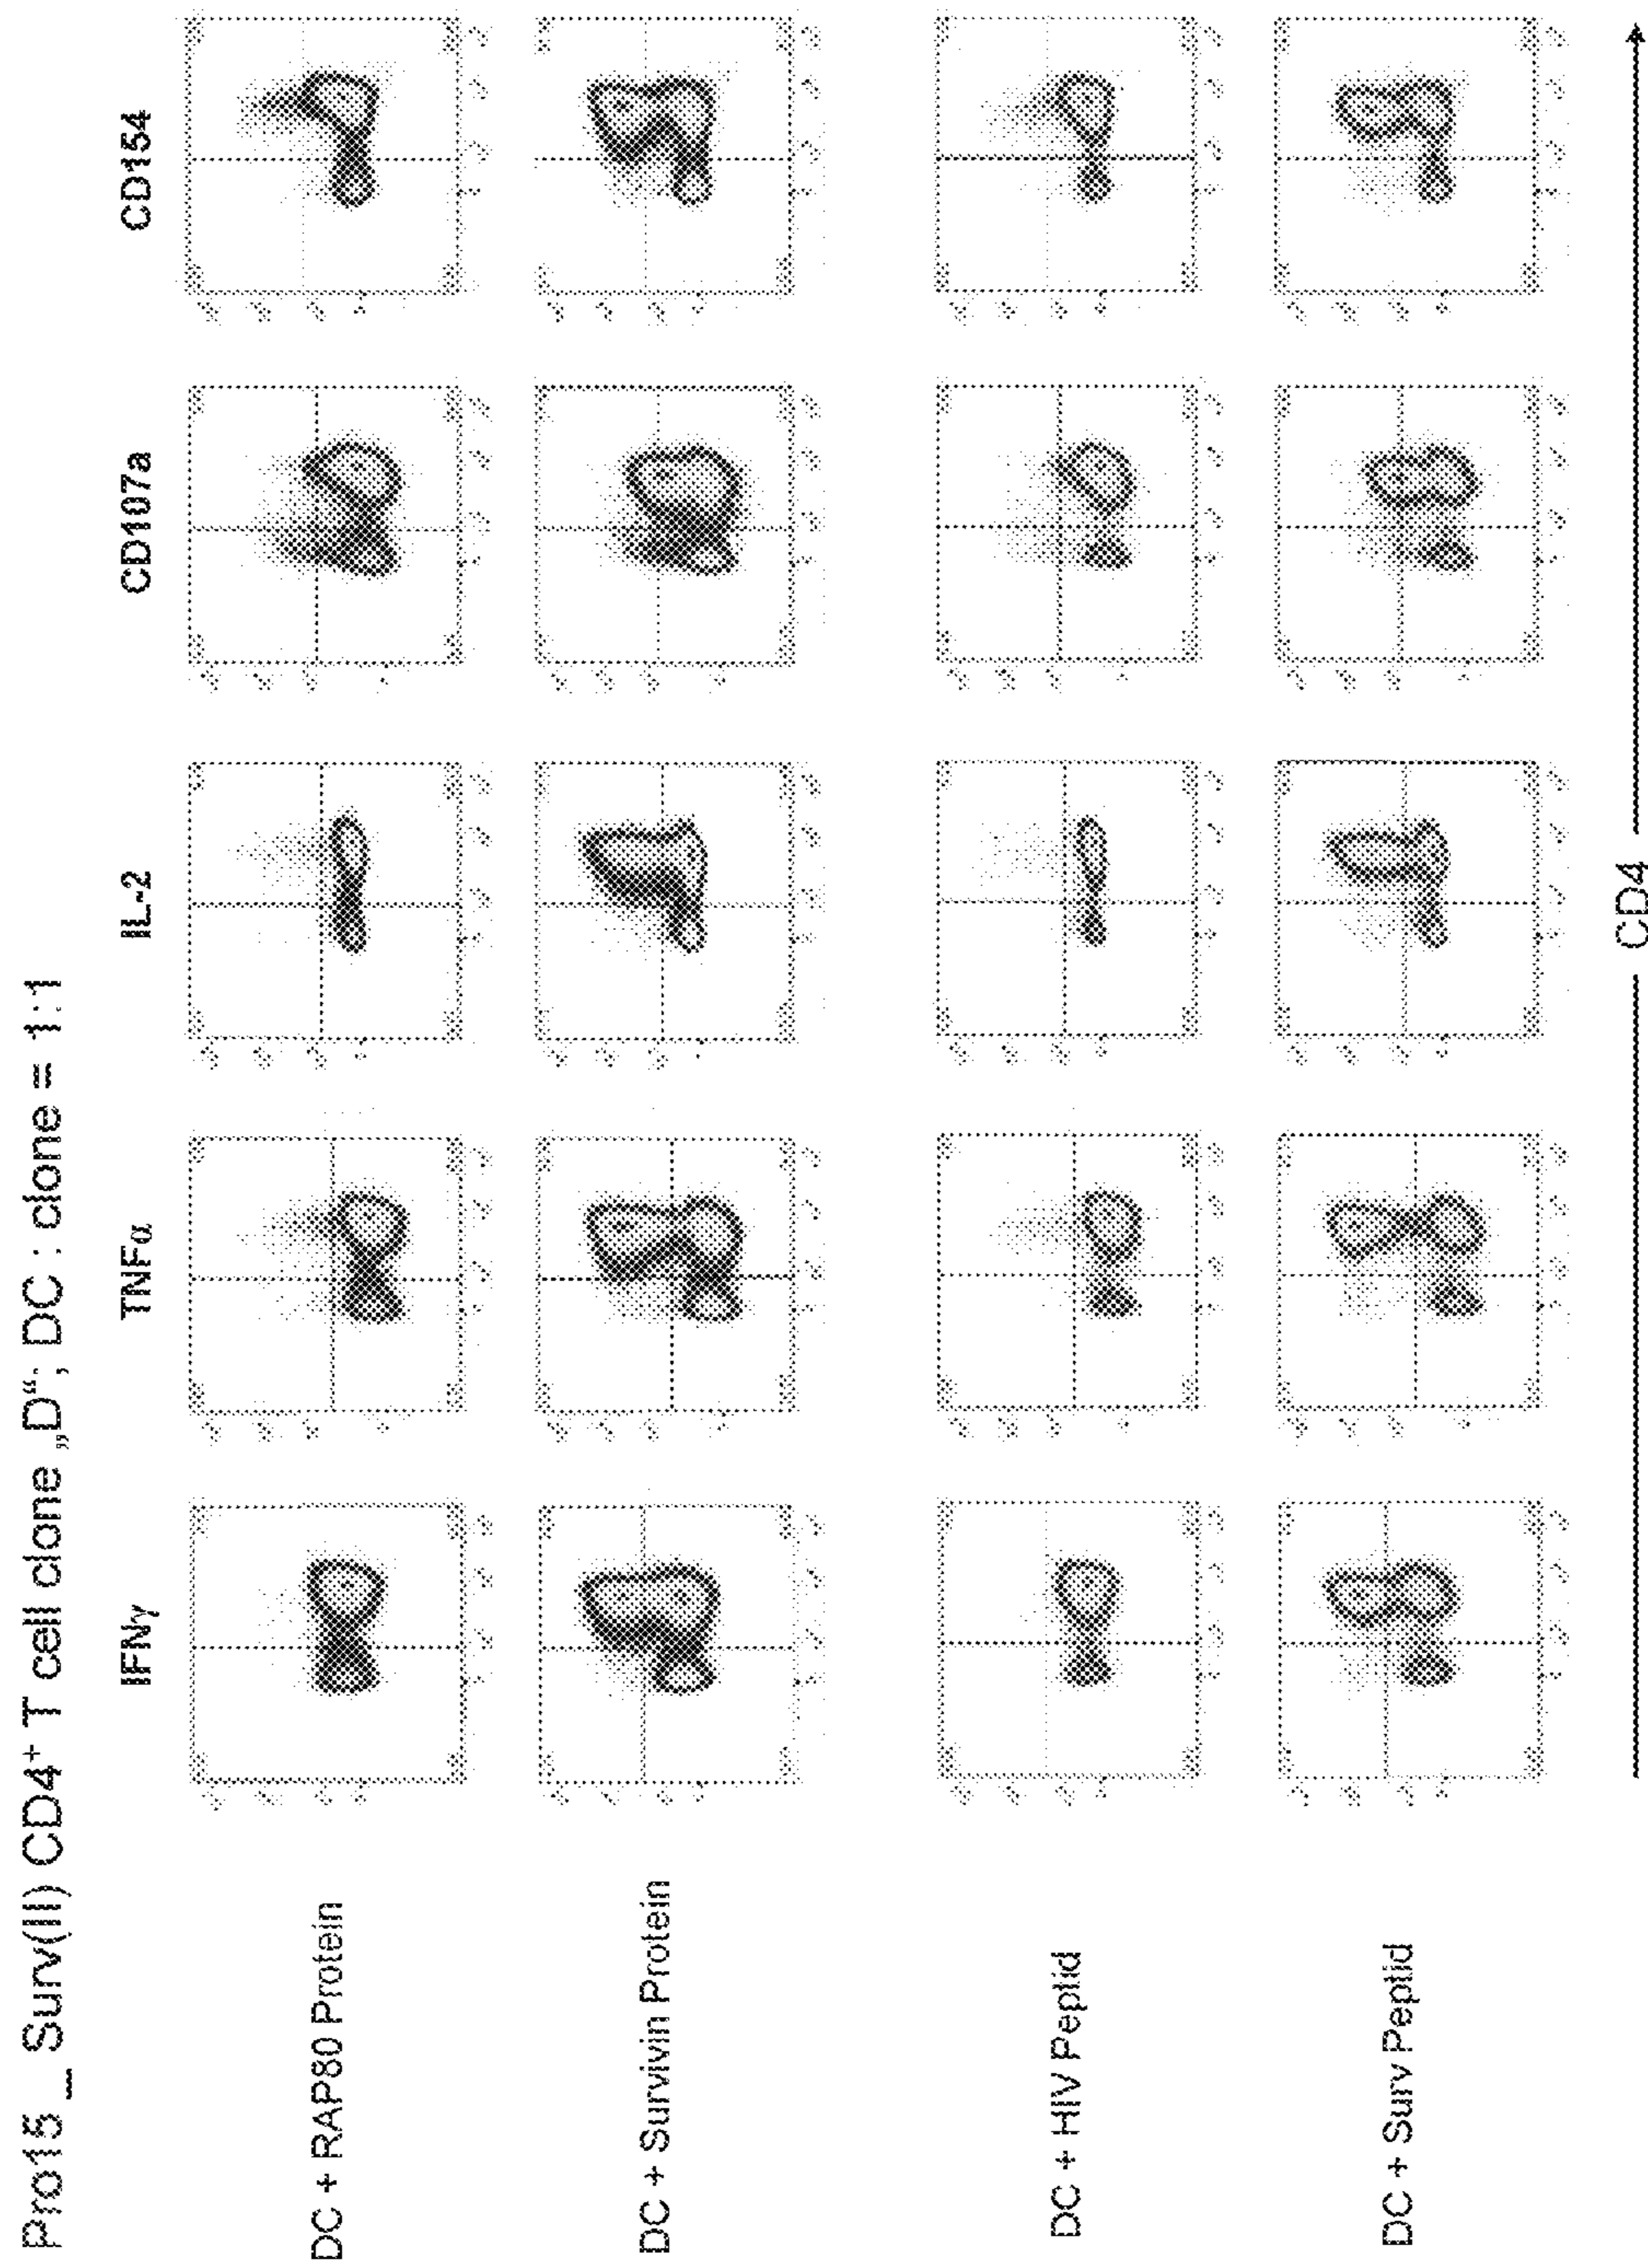 Pro15 _ Surv(II) CD4⁺ T cell clone „D“; DC : clone = 1:1
IFNγ TNFα IL-2 CD107a CD154
DC + RAP80 Protein
DC + Survivin Protein
DC + HIV Peptid
DC + Surv Peptid
CD4